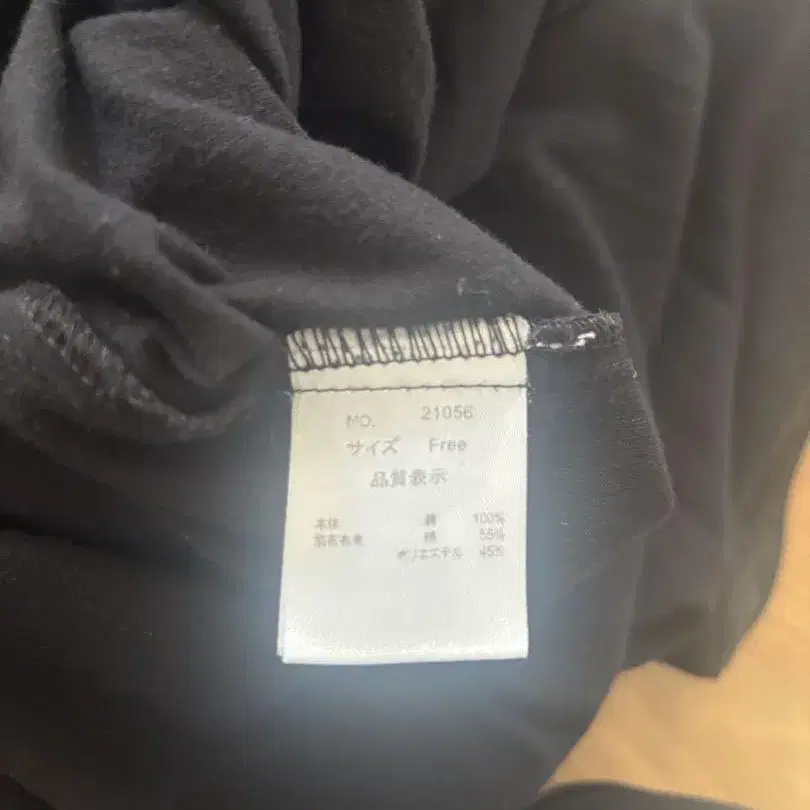 NO. 21056
サイズ Free
品質表示
本体 綿 100%
綿 55%
ポリエステル 45%